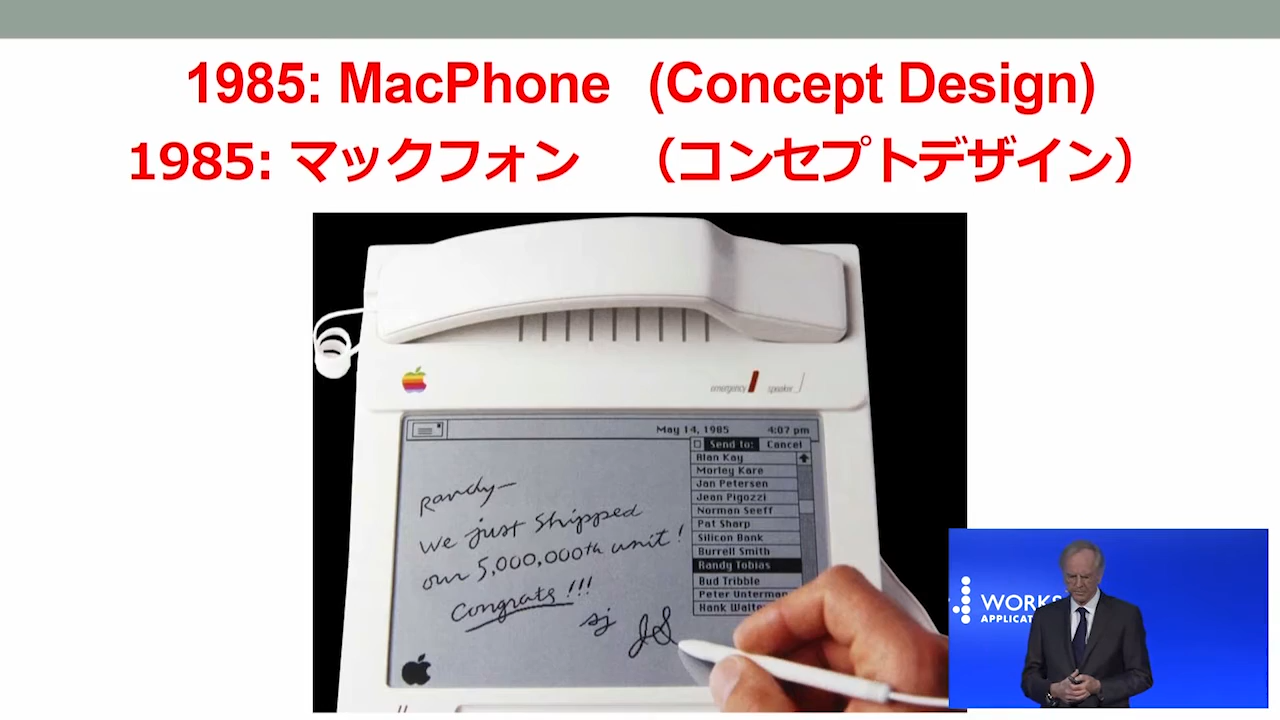 1985: MacPhone (Concept Design)
1985: マックフォン （コンセプトデザイン）
emergency speaker
May 14, 1985 4:07 pm
Send to: Cancel
Alan Kay
Morley Kare
Jan Petersen
Jean Pigozzi
Norman Seeff
Pat Sharp
Silicon Bank
Burrell Smith
Randy Tobias
Bud Tribble
Peter Unterman
Hank Walte
Randy—
We just shipped
our 5,000,000th unit!
Congrats!!!
sj
WORKS
APPLICAT